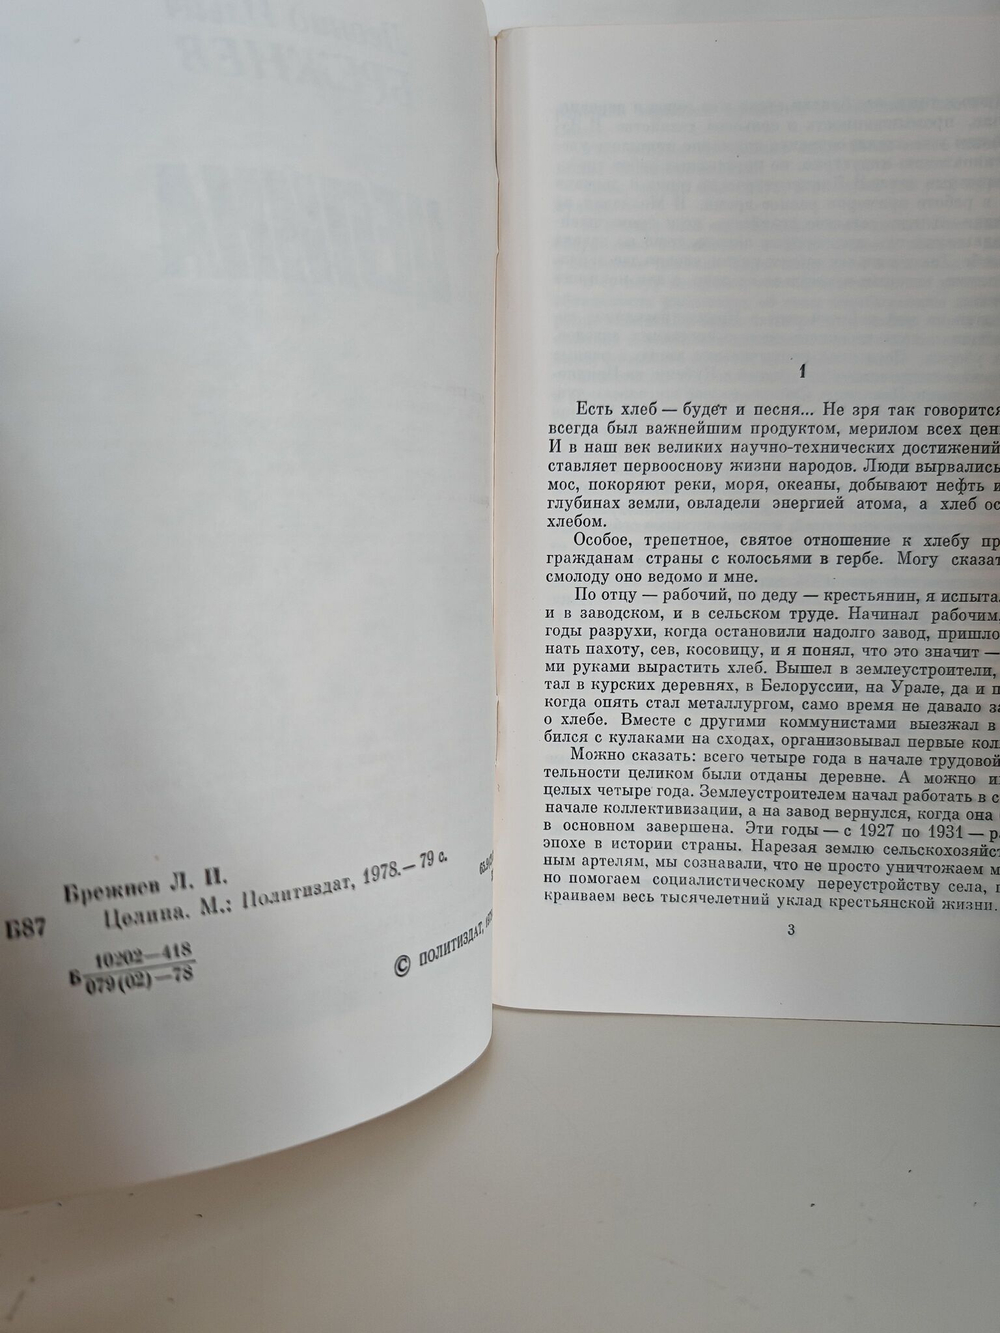 Брежнев Л. И.
Б87 Целина. М.: Политиздат, 1978.— 79 с.
10202—418
Б
079(02)—78
© ПОЛИТИЗДАТ,
1
Есть хлеб — будет и песня... Не зря так говорится
всегда был важнейшим продуктом, мерилом всех цен
И в наш век великих научно-технических достижений
ставляет первооснову жизни народов. Люди вырвались
мос, покоряют реки, моря, океаны, добывают нефть и
глубинах земли, овладели энергией атома, а хлеб ос
хлебом.
Особое, трепетное, святое отношение к хлебу пр
гражданам страны с колосьями в гербе. Могу сказат
смолоду оно ведомо и мне.
По отцу — рабочий, по деду — крестьянин, я испыта
и в заводском, и в сельском труде. Начинал рабочим
годы разрухи, когда остановили надолго завод, пришло
нать пахоту, сев, косовицу, и я понял, что это значит —
ми руками вырастить хлеб. Вышел в землеустроители,
тал в курских деревнях, в Белоруссии, на Урале, да и п
когда опять стал металлургом, само время не давало за
о хлебе. Вместе с другими коммунистами выезжал в
бился с кулаками на сходах, организовывал первые кол
Можно сказать: всего четыре года в начале трудовой
тельности целиком были отданы деревне. А можно и
целых четыре года. Землеустроителем начал работать в с
начале коллективизации, а на завод вернулся, когда она
в основном завершена. Эти годы — с 1927 по 1931 — р
эпохе в истории страны. Нарезая землю сельскохозяйст
ным артелям, мы сознавали, что не просто уничтожаем м
но помогаем социалистическому переустройству села, п
краиваем весь тысячелетний уклад крестьянской жизни.
3